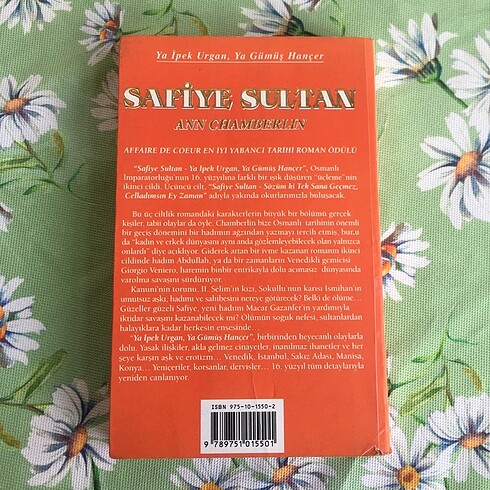 Ya İpek Urgan, Ya Gümüş Hançer
SAFİYE SULTAN
ANN CHAMBERLIN
AFFAIRE DE COEUR EN İYİ YABANCI TARİHİ ROMAN ÖDÜLÜ
"Safiye Sultan - Ya İpek Urgan, Ya Gümüş Hançer", Osmanlı
İmparatorluğu'nun 16. yüzyılına farklı bir ışık düşüren "üçleme"nin
ikinci cildi. Üçüncü cilt, "Safiye Sultan - Sözüm ki Tek Sana Geçmez,
Celladımsın Ey Zaman" adıyla yakında okurlarımızla buluşacak.
Bu üç ciltlik romandaki karakterlerin büyük bir bölümü gerçek
kişiler, tabii olaylar da öyle. Chamberlin bize Osmanlı tarihinin önemli
bir geçiş dönemini bir hadımın ağzından yazmayı tercih etmiş, bunu
da "kadın ve erkek dünyasını aynı anda gözlemleyebilecek olan yalnızca
onlardı" diye açıklıyor. Giderek artan bir ivme kazanan romanın ikinci
cildinde hadım Abdullah, ya da bir zamanların Venedikli gemicisi
Giorgio Veniero, haremin binbir entrikayla dolu acımasız dünyasında
varolma savaşını sürdürüyor.
Kanuni'nin torunu, II. Selim'in kızı, Sokullu'nun karısı İsmihan'ın
umutsuz aşkı, hadımı ve sahibesini nereye götürecek? Belki de ölüme...
Güzeller güzeli Safiye, yeni hadımı Macar Gazanfer'in yardımıyla
iktidar savaşını kazanabilecek mi? Ölümün soğuk nefesi, sultanlardan
halayıklara kadar herkesin ensesinde.
"Ya İpek Urgan, Ya Gümüş Hançer", birbirinden heyecanlı olaylarla
dolu. Yasak ilişkiler, akla gelmez cinayetler, inanılmaz ihanetler ve her
şeye karşın aşk ve erotizm... Venedik, İstanbul, Sakız Adası, Manisa,
Konya... Yeniçeriler, korsanlar, dervişler... 16. yüzyıl tüm detaylarıyla
yeniden canlanıyor.
ISBN 975-10-1550-2
9 789751 015501